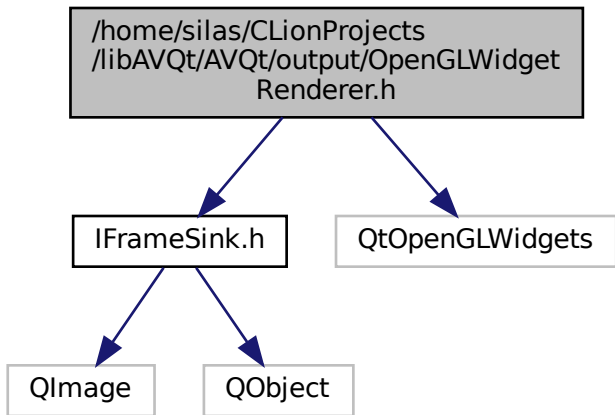 /home/silas/CLionProjects
/libAVQt/AVQt/output/OpenGLWidget
Renderer.h
IFrameSink.h
QtOpenGLWidgets
QImage
QObject